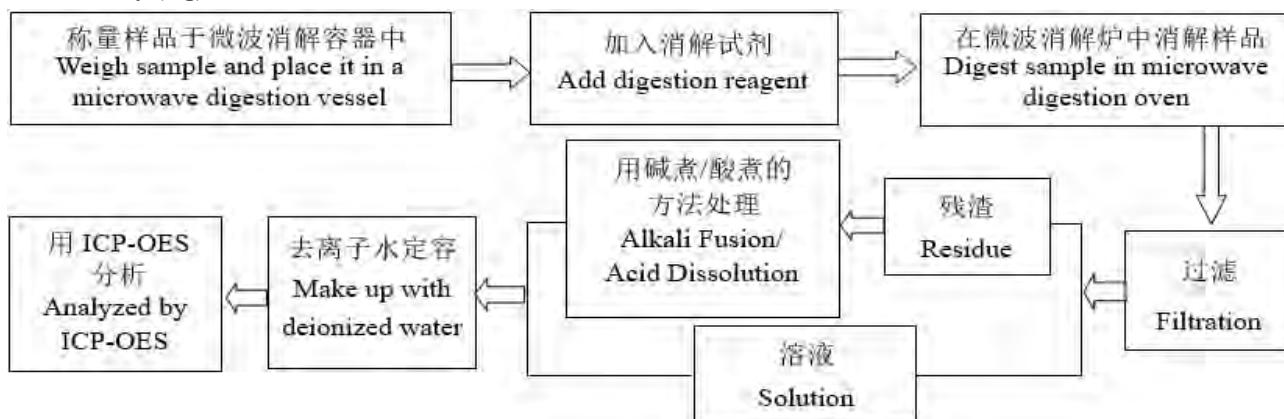 称量样品于微波消解容器中
Weigh sample and place it in a
microwave digestion vessel
加入消解试剂
Add digestion reagent
在微波消解炉中消解样品
Digest sample in microwave
digestion oven
过滤
Filtration
残渣
Residue
用碱煮/酸煮的
方法处理
Alkali Fusion/
Acid Dissolution
溶液
Solution
去离子水定容
Make up with
deionized water
用 ICP-OES
分析
Analyzed by
ICP-OES